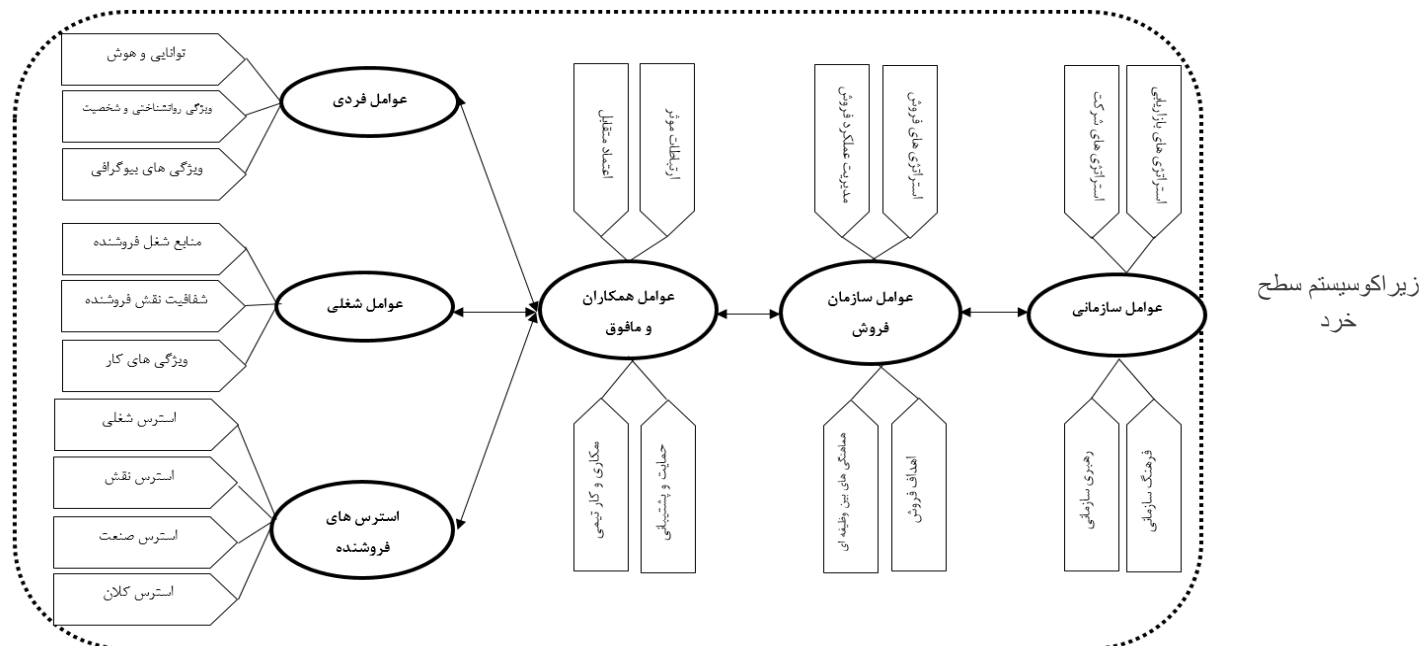 زیراکوسیستم سطح
خرد
استراتژی های بازاریابی
استراتژی های شرکت
عوامل سازمانی
فرهنگ سازمانی
رهبری سازمانی
استراتژی های فروش
مدیریت عملکرد فروش
عوامل سازمان
فروش
اهداف فروش
هماهنگی های بین وظیفه ای
ارتباطات موثر
اعتماد متقابل
عوامل همکاران
و مافوق
حمایت و پشتیبانی
همکاری و کار تیمی
عوامل فردی
توانایی و هوش
ویژگی روانشناختی و شخصیت
ویژگی های بیوگرافی
عوامل شغلی
منابع شغل فروشنده
شفافیت نقش فروشنده
ویژگی های کار
استرس های
فروشنده
استرس شغلی
استرس نقش
استرس صنعت
استرس کلان